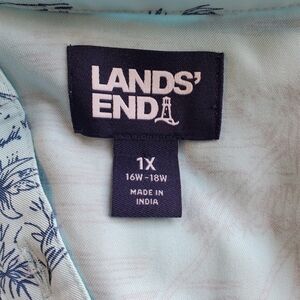 LANDS'
END
1X
16W-18W
MADE IN
INDIA